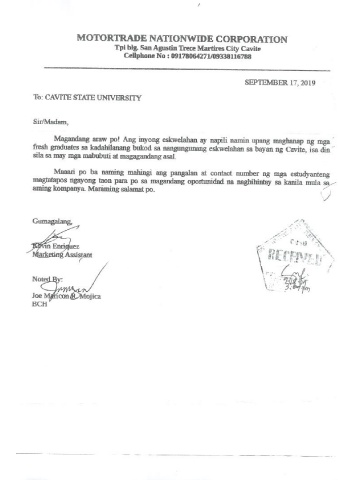 MOTORTRADE NATIONWIDE CORPORATION
Tpi blg. San Agustin Trece Martires City Cavite
Cellphone No : 09178064271/09338116788
SEPTEMBER 17, 2019
To: CAVITE STATE UNIVERSITY
Sir/Madam,
Magandang araw po! Ang inyong eskwelahan ay napili namin upang maghanap ng mga
fresh graduates sa kadahilanang bukod sa nangungunang eskwelahan sa bayan ng Cavite, isa din
sila sa may mga mabubuti at magagandang asal.
Maaari po ba naming mahingi ang pangalan at contact number ng mga estudyanteng
magtatapos ngayong taon para po sa magandang oportunidad na naghihintay sa kanila mula sa
aming kompanya. Maraming salamat po.
Gumagalang,
Kevin Enriquez
Marketing Assistant
Noted By:
Joe Maricon Mojica
BCH
RECEIVED